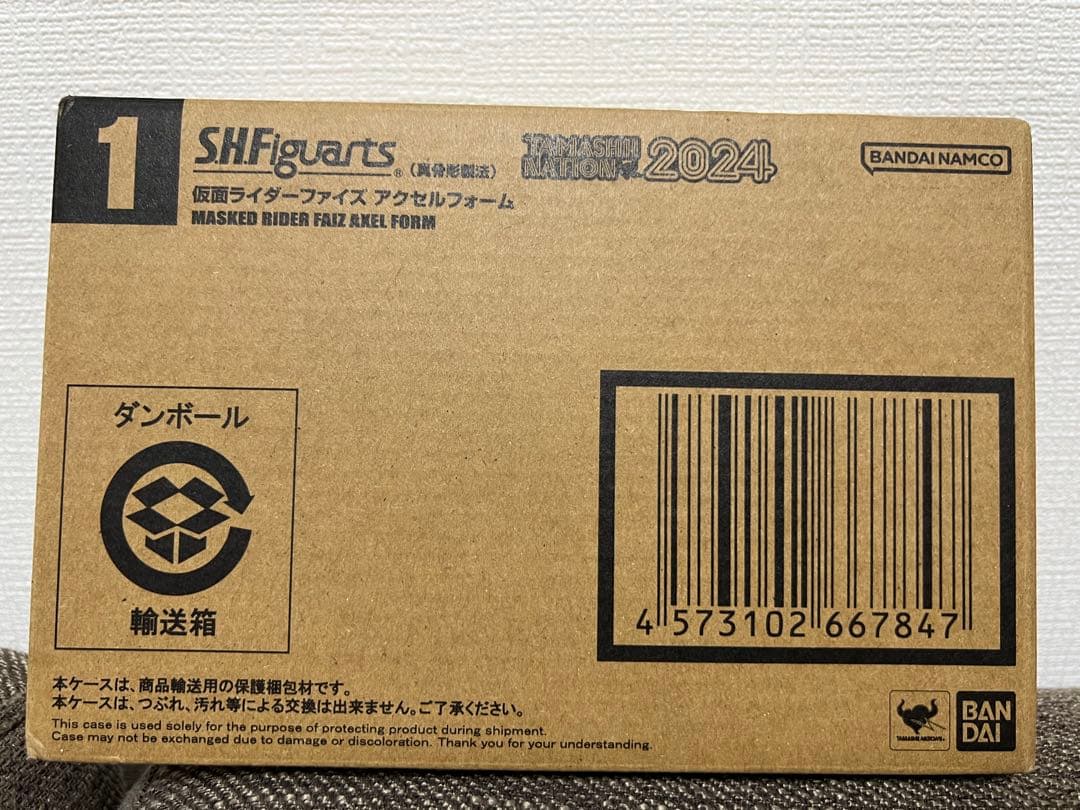 1
S.H.Figuarts® (真骨彫製法)
TAMASHII NATION 2024
BANDAI NAMCO
仮面ライダーファイズ アクセルフォーム
MASKED RIDER FAIZ AXEL FORM
ダンボール
輸送箱
4 573102 667847
本ケースは、商品輸送用の保護梱包材です。
本ケースは、つぶれ、汚れ等による交換は出来ません。ご了承ください。
This case is used solely for the purpose of protecting product during shipment.
Case may not be exchanged due to damage or discoloration. Thank you for your understanding.
TAMASHII NATIONS
BAN
DAI